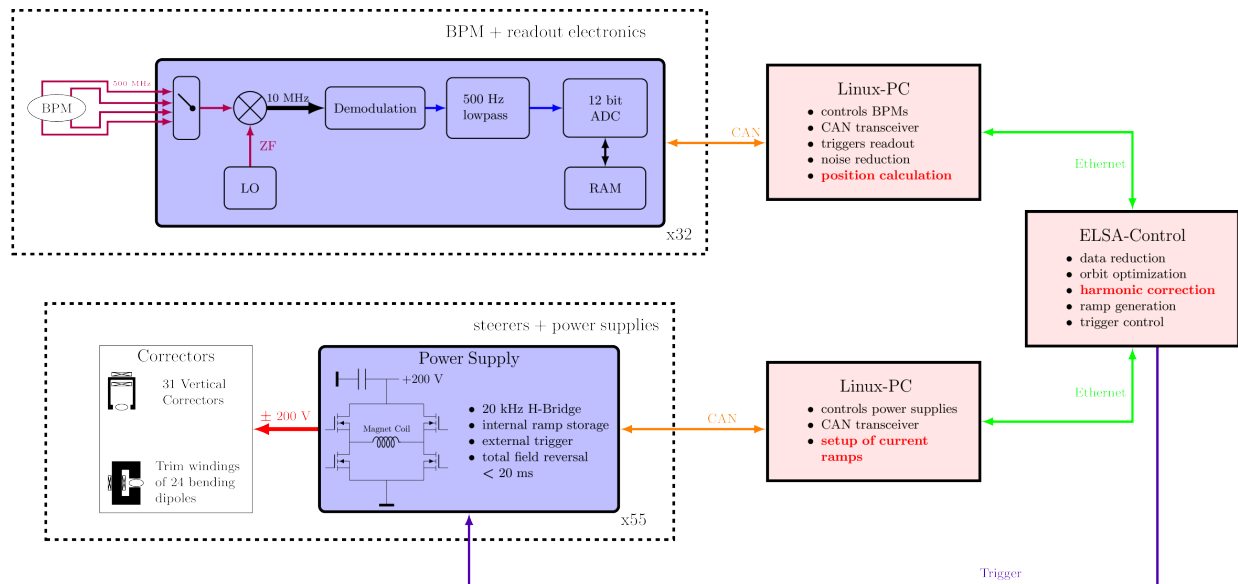 BPM + readout electronics
500 MHz
BPM
10 MHz
ZF
LO
Demodulation
500 Hz
lowpass
12 bit
ADC
RAM
x32
CAN
Linux-PC
• controls BPMs
• CAN transceiver
• triggers readout
• noise reduction
• position calculation
Ethernet
ELSA-Control
• data reduction
• orbit optimization
• harmonic correction
• ramp generation
• trigger control
steerers + power supplies
Correctors
31 Vertical
Correctors
Trim windings
of 24 bending
dipoles
± 200 V
Power Supply
+200 V
Magnet Coil
• 20 kHz H-Bridge
• internal ramp storage
• external trigger
• total field reversal
< 20 ms
x55
CAN
Linux-PC
• controls power supplies
• CAN transceiver
• setup of current
ramps
Ethernet
Trigger